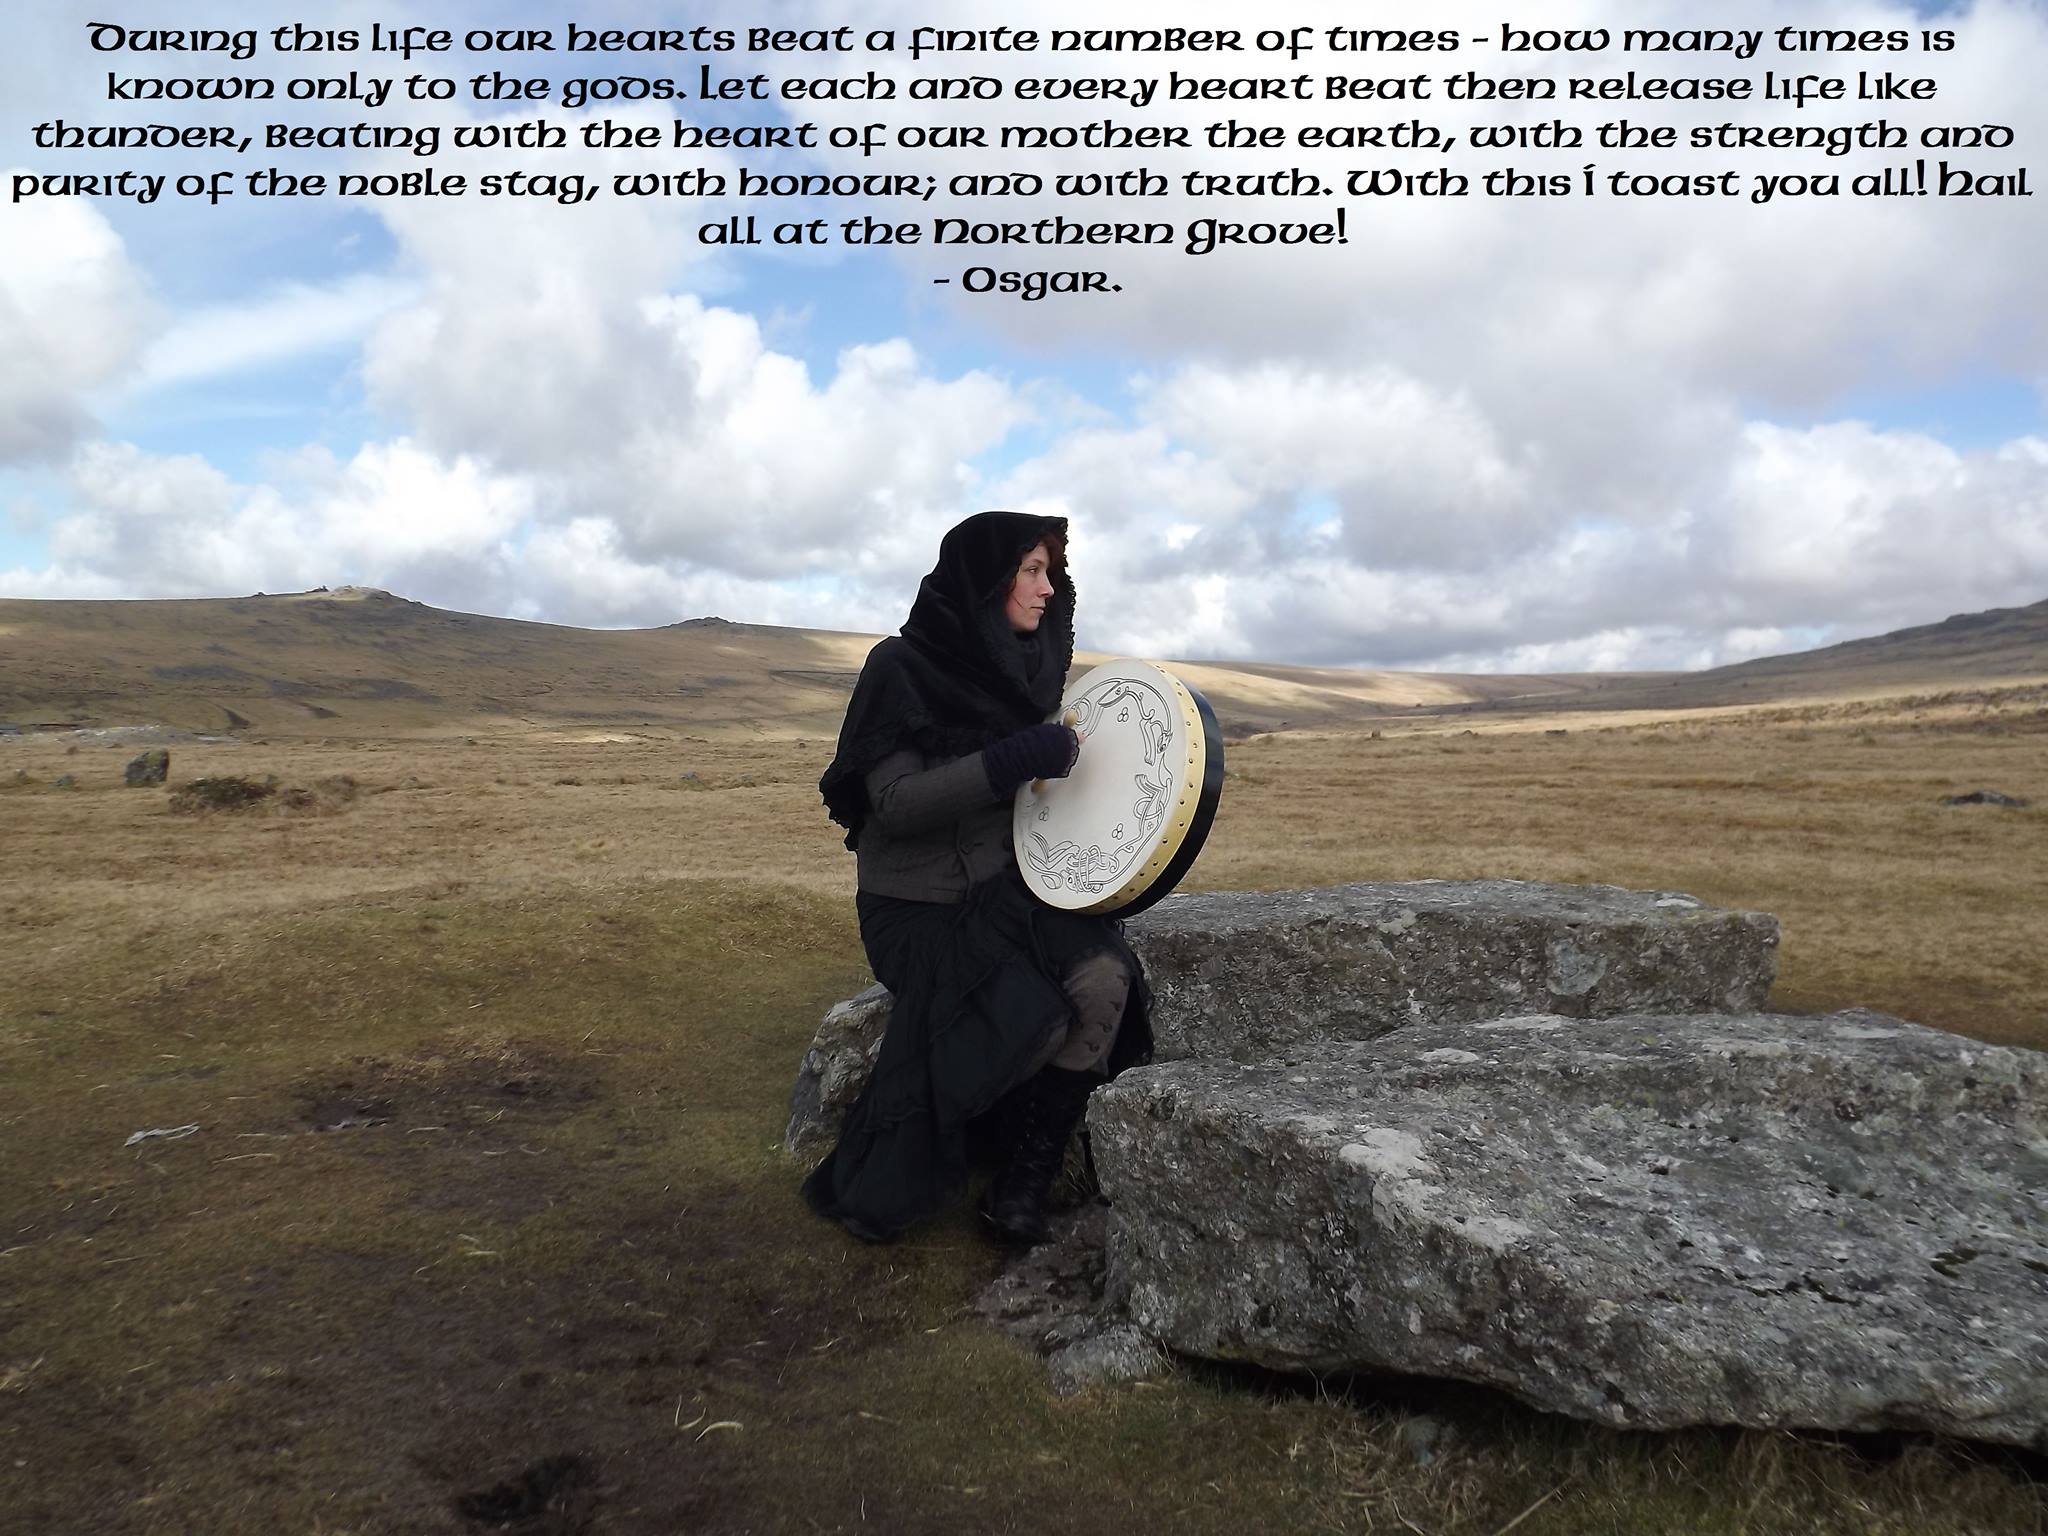 During this life our hearts beat a finite number of times - how many times is
known only to the gods. Let each and every heart beat then release life like
thunder, beating with the heart of our mother the earth, with the strength and
purity of the noble stag, with honour; and with truth. With this I toast you all! Hail
all at the Northern Grove!
- Osgar.